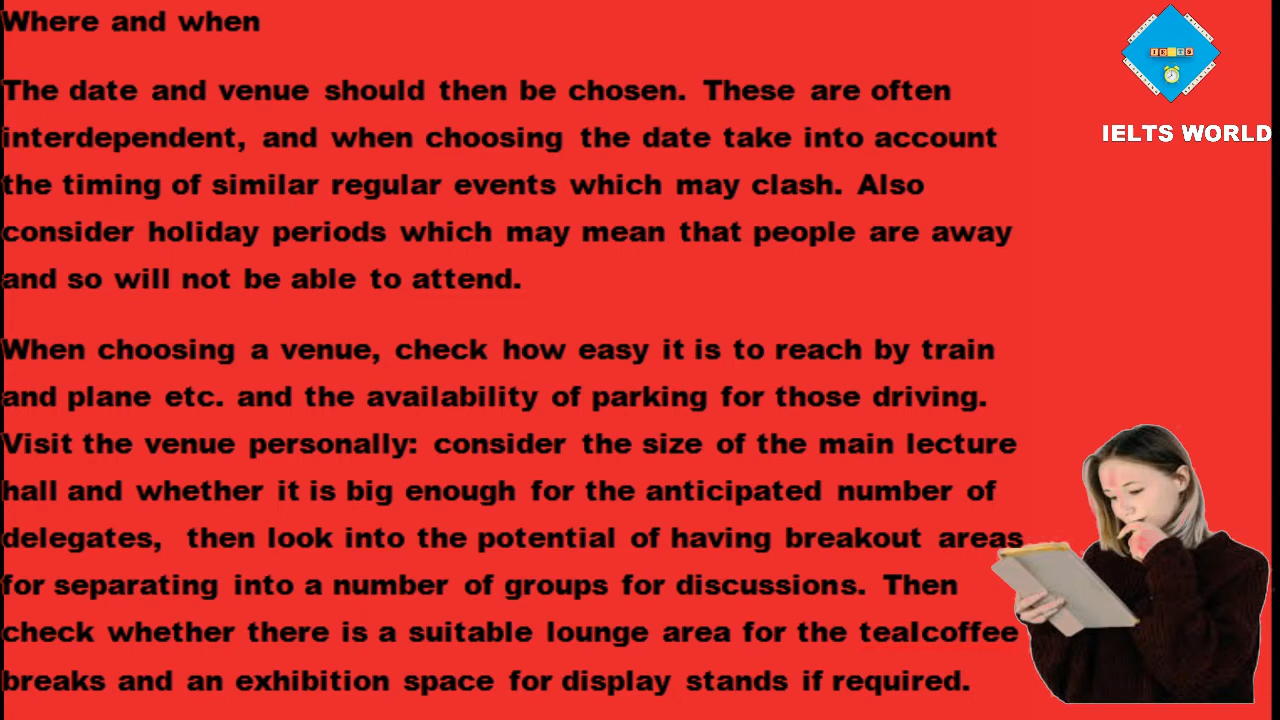 Where and when
The date and venue should then be chosen. These are often
interdependent, and when choosing the date take into account
the timing of similar regular events which may clash. Also
consider holiday periods which may mean that people are away
and so will not be able to attend.
When choosing a venue, check how easy it is to reach by train
and plane etc. and the availability of parking for those driving.
Visit the venue personally: consider the size of the main lecture
hall and whether it is big enough for the anticipated number of
delegates, then look into the potential of having breakout areas
for separating into a number of groups for discussions. Then
check whether there is a suitable lounge area for the tealcoffee
breaks and an exhibition space for display stands if required.
IELTS
IELTS WORLD